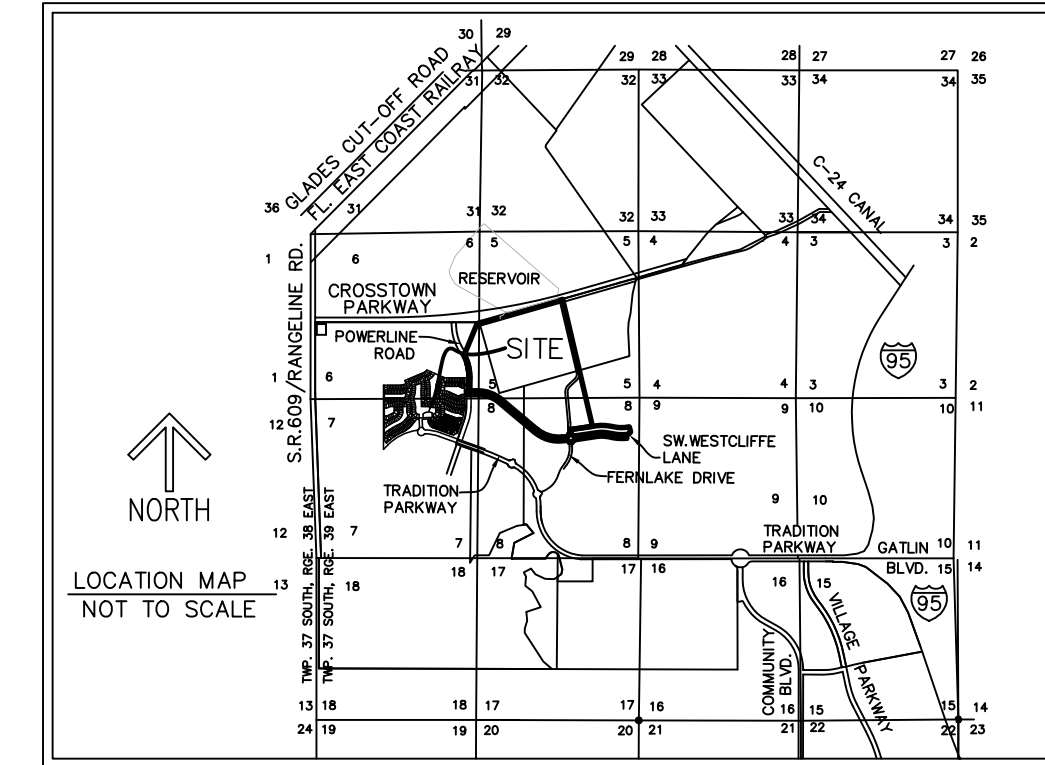 30 29
29 28
28 27
27 26
GLADES CUT-OFF ROAD
FL. EAST COAST RAILRAY
31 32
32 33
33 34
34 35
C-24 CANAL
36
31
31 32
32 33
33 34
34 35
1
6
6 5
5 4
4 3
3 2
RESERVOIR
CROSSTOWN
PARKWAY
S.R.609/RANGELINE RD.
POWERLINE
ROAD
SITE
95
1
6
5
5 4
4 3
3 2
12
7
8
8 9
9 10
10 11
SW.WESTCLIFFE
LANE
FERNLAKE DRIVE
TRADITION
PARKWAY
NORTH
9 10
12
7
7 8
8 9
TRADITION
PARKWAY
GATLIN
BLVD.
10 11
LOCATION MAP
NOT TO SCALE
TWP. 37 SOUTH, RGE. 38 EAST
TWP. 37 SOUTH, RGE. 39 EAST
13
18
18 17
17 16
16 15
15 14
95
VILLAGE
PARKWAY
COMMUNITY
BLVD.
13 18
18 17
17 16
16 15
15 14
24 19
19 20
20 21
21 22
22 23